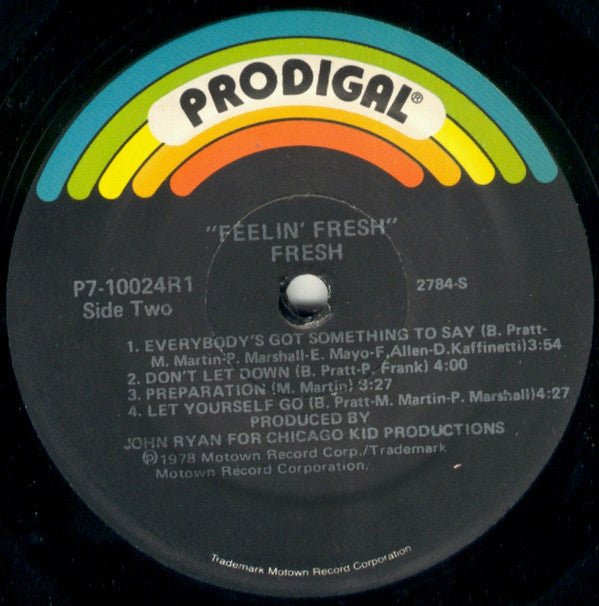 PRODIGAL®
"FEELIN' FRESH"
FRESH
P7-10024R1
2784-S
Side Two
1. EVERYBODY'S GOT SOMETHING TO SAY (B. Pratt-
M. Martin-P. Marshall-E. Mayo-F.Allen-D.Kaffinetti)3:54
2. DON'T LET DOWN (B. Pratt-P. Frank) 4:00
3. PREPARATION (M. Martin) 3:27
4. LET YOURSELF GO (B. Pratt-M. Martin-P. Marshall)4:27
PRODUCED BY
JOHN RYAN FOR CHICAGO KID PRODUCTIONS
℗1978 Motown Record Corp./Trademark
Motown Record Corporation.
Trademark Motown Record Corporation